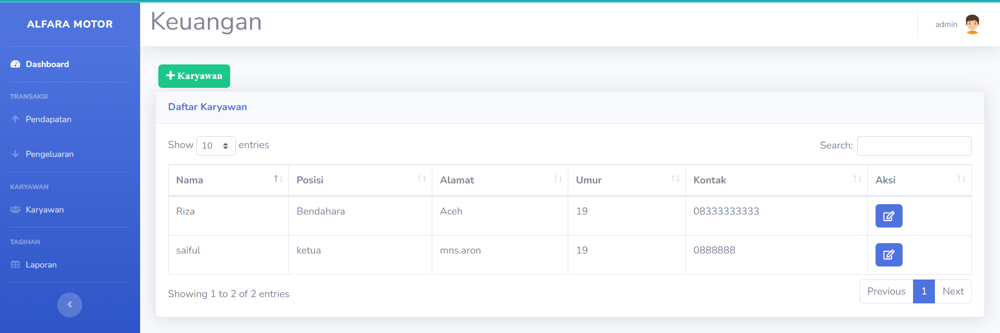 ALFARA MOTOR
Dashboard
TRANSAKSI
Pendapatan
Pengeluaran
KARYAWAN
Karyawan
TAGIHAN
Laporan
Keuangan
admin
Karyawan
Daftar Karyawan
Show 10 entries
Search:
Nama Posisi Alamat Umur Kontak Aksi
Riza Bendahara Aceh 19 08333333333
saiful ketua mns.aron 19 0888888
Showing 1 to 2 of 2 entries
Previous 1 Next